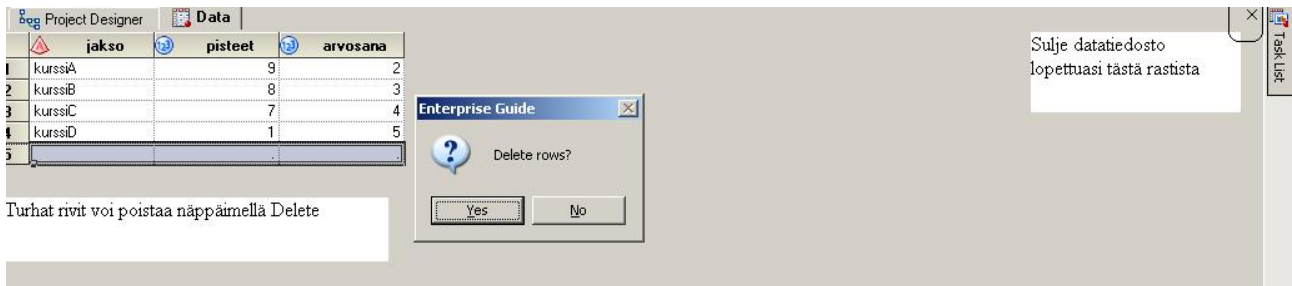 Project Designer Data
jakso pisteet arvosana
1 kurssiA 9 2
2 kurssiB 8 3
3 kurssiC 7 4
4 kurssiD 1 5
5 . .
Enterprise Guide
Delete rows?
Yes No
Turhat rivit voi poistaa näppäimellä Delete
Sulje datatiedosto
lopettuasi tästä rastista
Task List